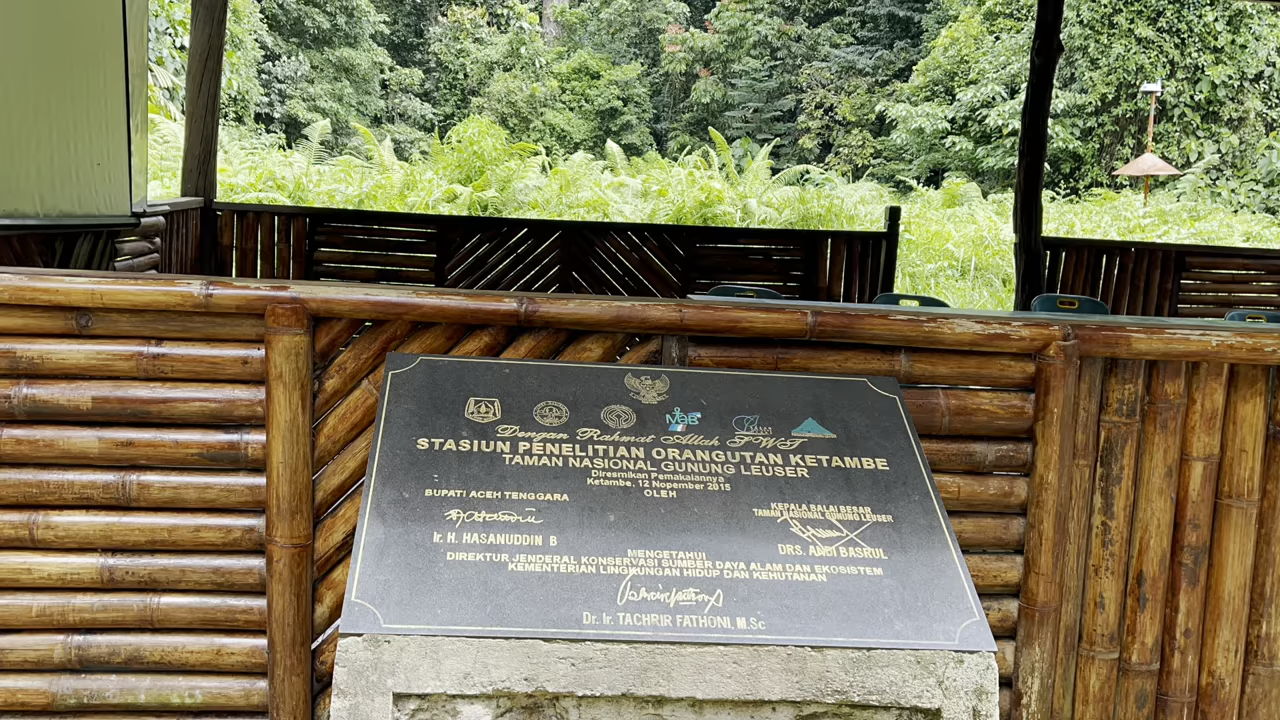 MaB
Dengan Rahmat Allah SWT
STASIUN PENELITIAN ORANGUTAN KETAMBE
TAMAN NASIONAL GUNUNG LEUSER
Diresmikan Pemakaiannya
Ketambe, 12 Nopember 2015
OLEH
BUPATI ACEH TENGGARA
Ir. H. HASANUDDIN B
KEPALA BALAI BESAR
TAMAN NASIONAL GUNUNG LEUSER
DRS. ANDI BASRUL
MENGETAHUI
DIREKTUR JENDERAL KONSERVASI SUMBER DAYA ALAM DAN EKOSISTEM
KEMENTERIAN LINGKUNGAN HIDUP DAN KEHUTANAN
Dr. Ir. TACHRIR FATHONI, M.Sc